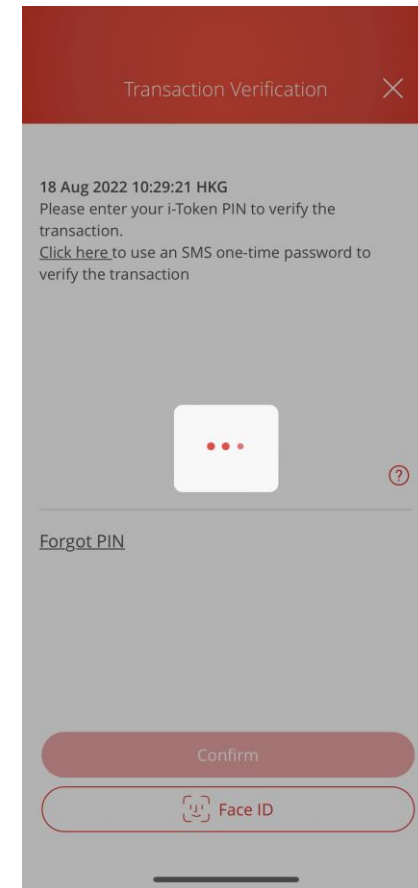 Transaction Verification
18 Aug 2022 10:29:21 HKG
Please enter your i-Token PIN to verify the
transaction.
Click here to use an SMS one-time password to
verify the transaction
?
Forgot PIN
Confirm
Face ID